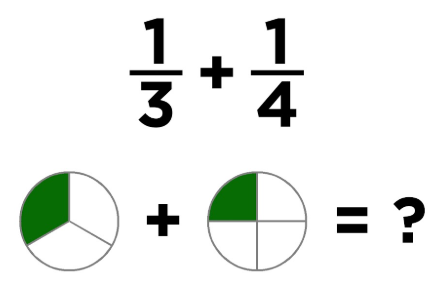 1/3 + 1/4
+ = ?